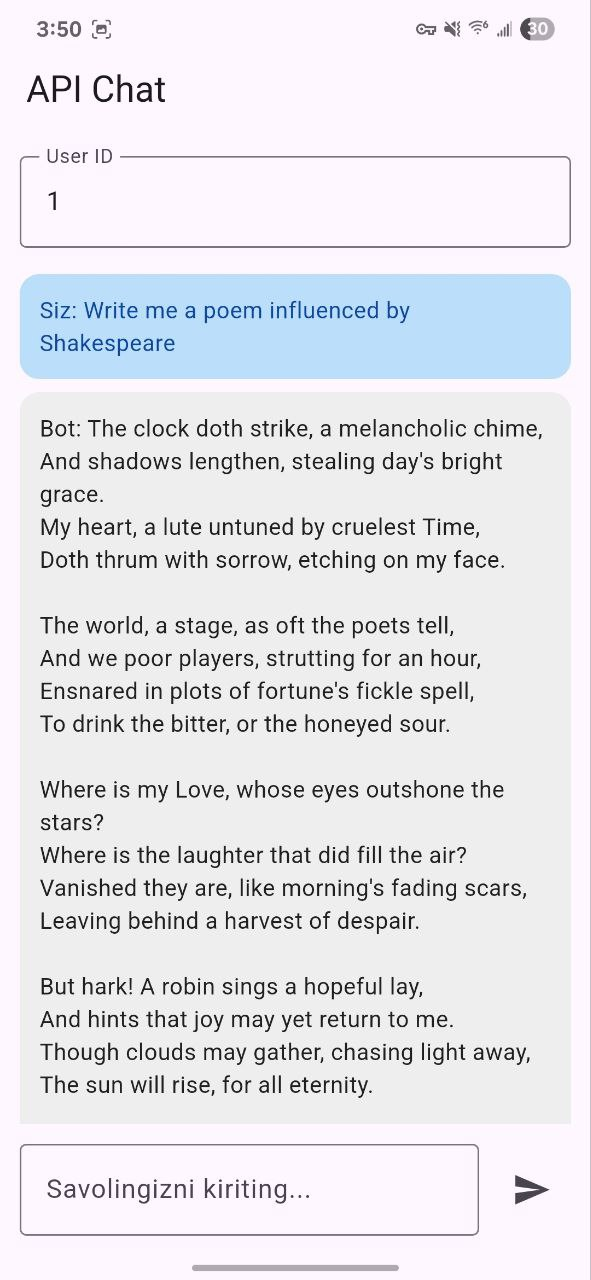 3:50
30
API Chat
User ID
1
Siz: Write me a poem influenced by
Shakespeare
Bot: The clock doth strike, a melancholic chime,
And shadows lengthen, stealing day's bright
grace.
My heart, a lute untuned by cruelest Time,
Doth thrum with sorrow, etching on my face.
The world, a stage, as oft the poets tell,
And we poor players, strutting for an hour,
Ensnared in plots of fortune's fickle spell,
To drink the bitter, or the honeyed sour.
Where is my Love, whose eyes outshone the
stars?
Where is the laughter that did fill the air?
Vanished they are, like morning's fading scars,
Leaving behind a harvest of despair.
But hark! A robin sings a hopeful lay,
And hints that joy may yet return to me.
Though clouds may gather, chasing light away,
The sun will rise, for all eternity.
Savolingizni kiriting...